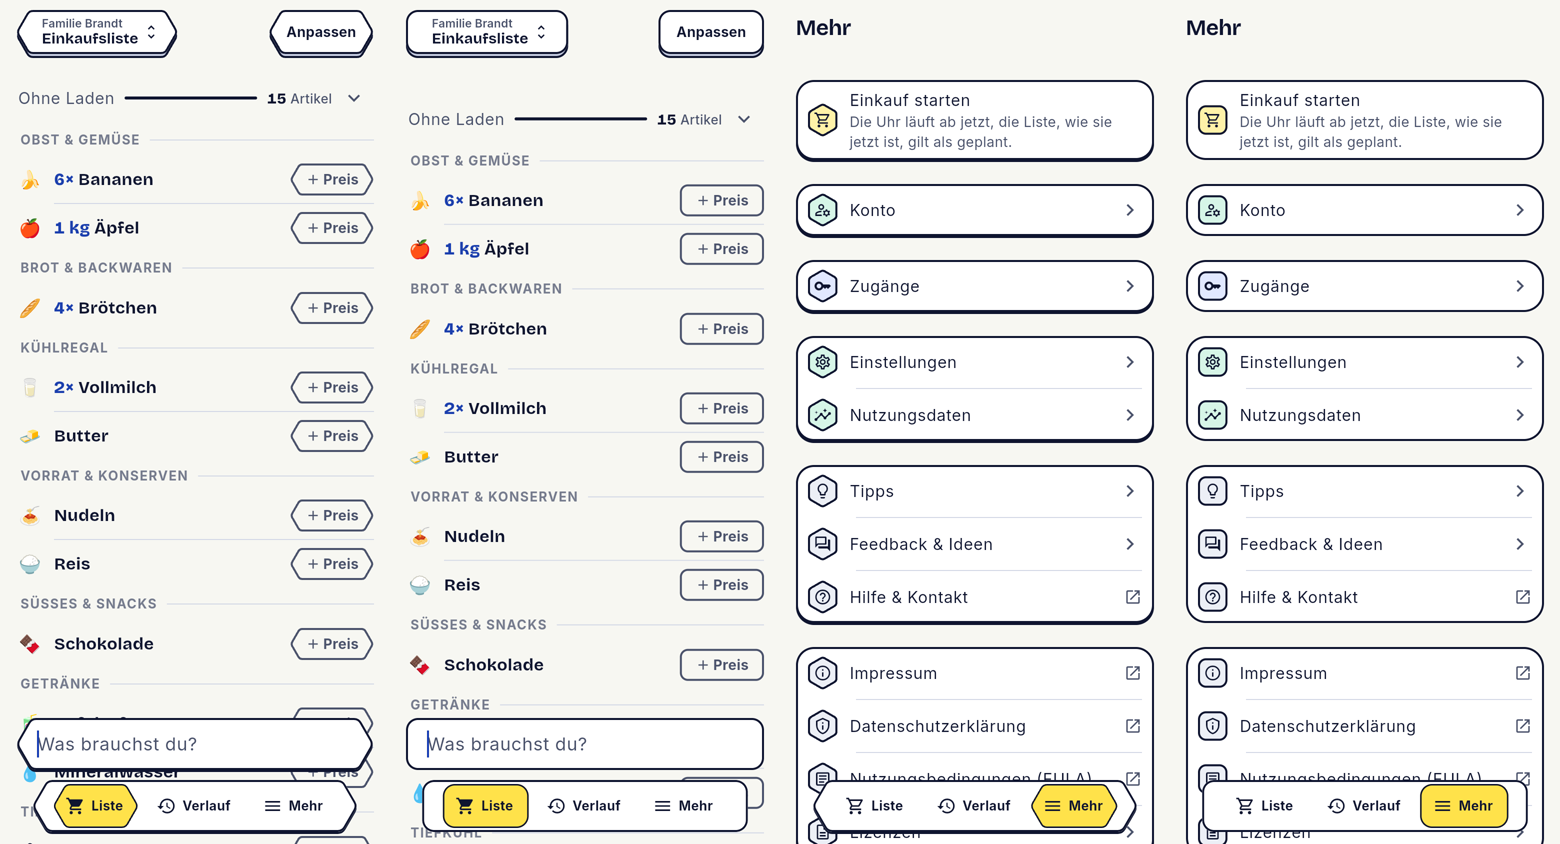 Familie Brandt
Einkaufsliste
Anpassen
Ohne Laden
15 Artikel
OBST & GEMÜSE
6× Bananen
+ Preis
1 kg Äpfel
+ Preis
BROT & BACKWAREN
4× Brötchen
+ Preis
KÜHLREGAL
2× Vollmilch
+ Preis
Butter
+ Preis
VORRAT & KONSERVEN
Nudeln
+ Preis
Reis
+ Preis
SÜSSES & SNACKS
Schokolade
+ Preis
GETRÄNKE
Was brauchst du?
Mineralwasser
+ Preis
Liste
Verlauf
Mehr
Familie Brandt
Einkaufsliste
Anpassen
Ohne Laden
15 Artikel
OBST & GEMÜSE
6× Bananen
+ Preis
1 kg Äpfel
+ Preis
BROT & BACKWAREN
4× Brötchen
+ Preis
KÜHLREGAL
2× Vollmilch
+ Preis
Butter
+ Preis
VORRAT & KONSERVEN
Nudeln
+ Preis
Reis
+ Preis
SÜSSES & SNACKS
Schokolade
+ Preis
GETRÄNKE
Was brauchst du?
Liste
Verlauf
Mehr
TIEFKÜHL
Mehr
Einkauf starten
Die Uhr läuft ab jetzt, die Liste, wie sie
jetzt ist, gilt als geplant.
Konto
Zugänge
Einstellungen
Nutzungsdaten
Tipps
Feedback & Ideen
Hilfe & Kontakt
Impressum
Datenschutzerklärung
Nutzungsbedingungen (EULA)
Liste
Verlauf
Mehr
Lizenzen
Mehr
Einkauf starten
Die Uhr läuft ab jetzt, die Liste, wie sie
jetzt ist, gilt als geplant.
Konto
Zugänge
Einstellungen
Nutzungsdaten
Tipps
Feedback & Ideen
Hilfe & Kontakt
Impressum
Datenschutzerklärung
Nutzungsbedingungen (EULA)
Liste
Verlauf
Mehr
Lizenzen